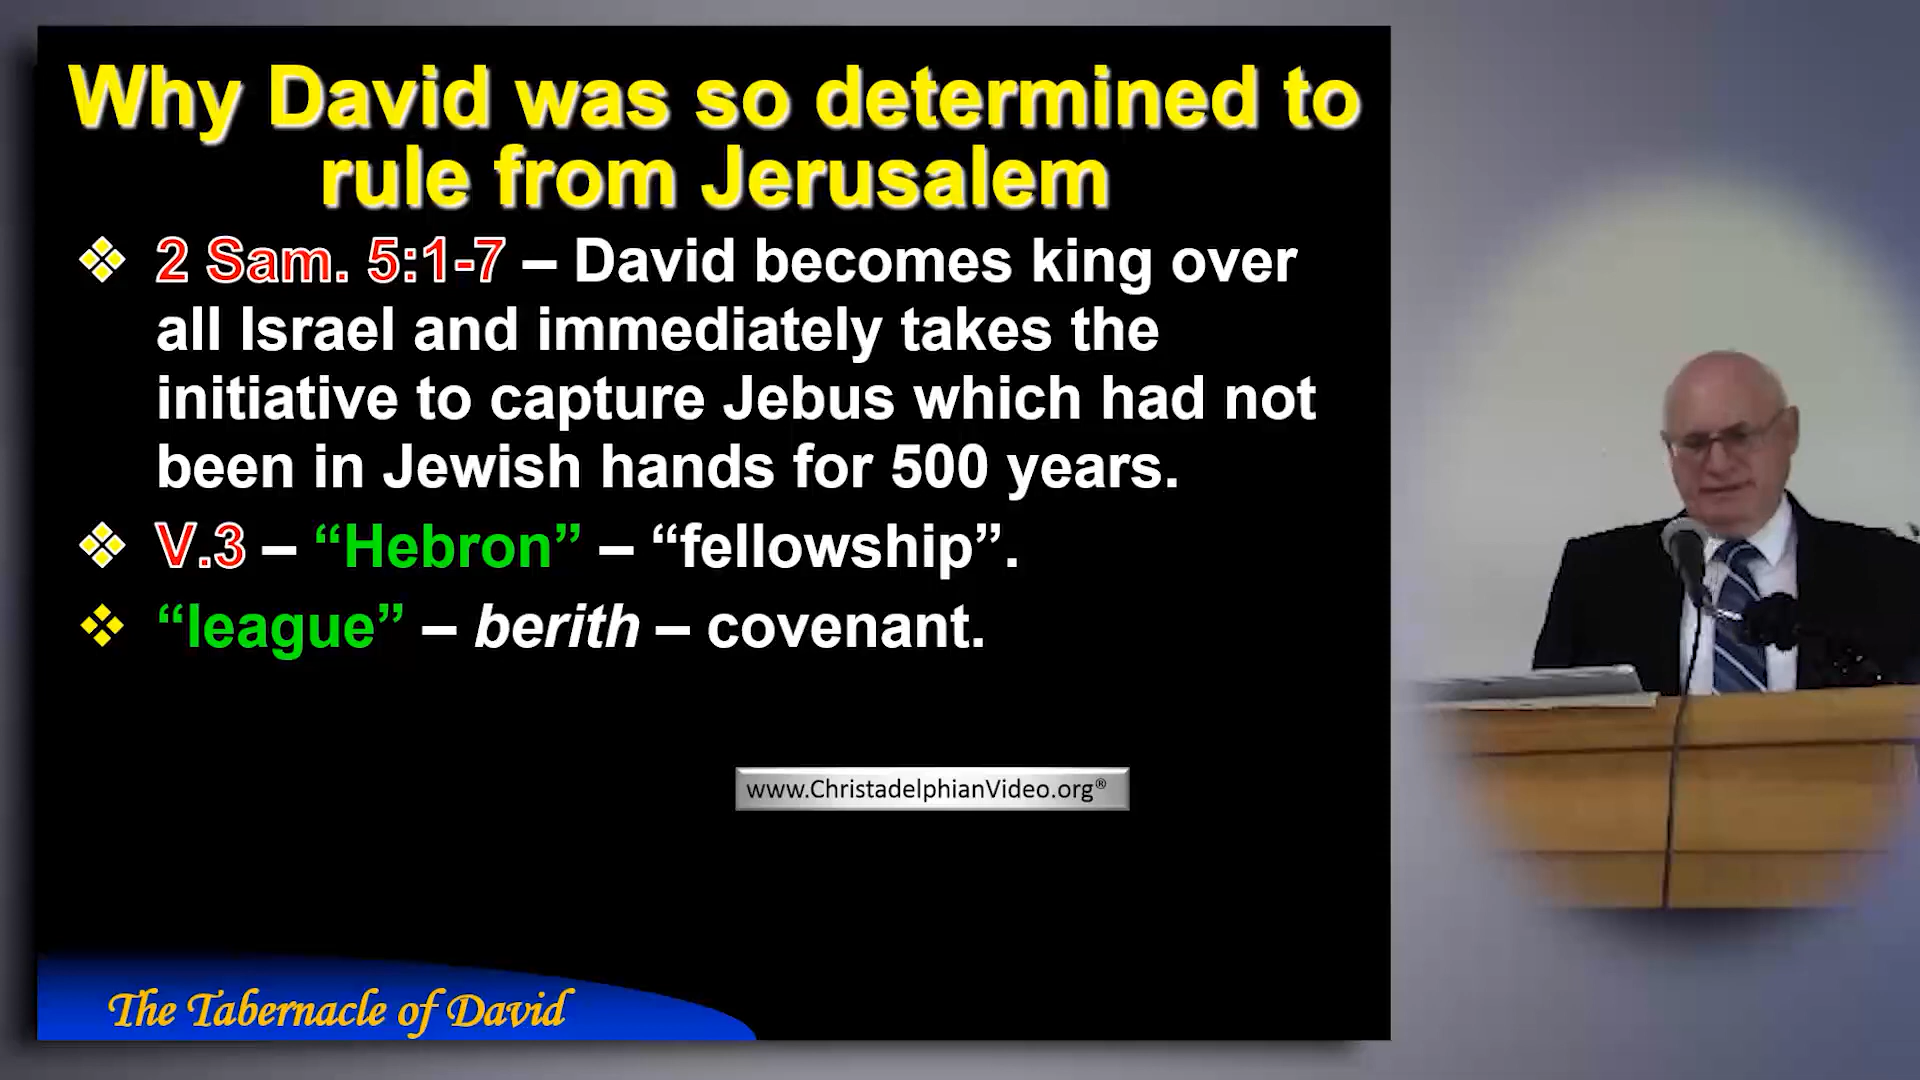 Why David was so determined to
rule from Jerusalem
2 Sam. 5:1-7 – David becomes king over
all Israel and immediately takes the
initiative to capture Jebus which had not
been in Jewish hands for 500 years.
V.3 – “Hebron” – “fellowship”.
“league” – berith – covenant.
www.ChristadelphianVideo.org®
The Tabernacle of David